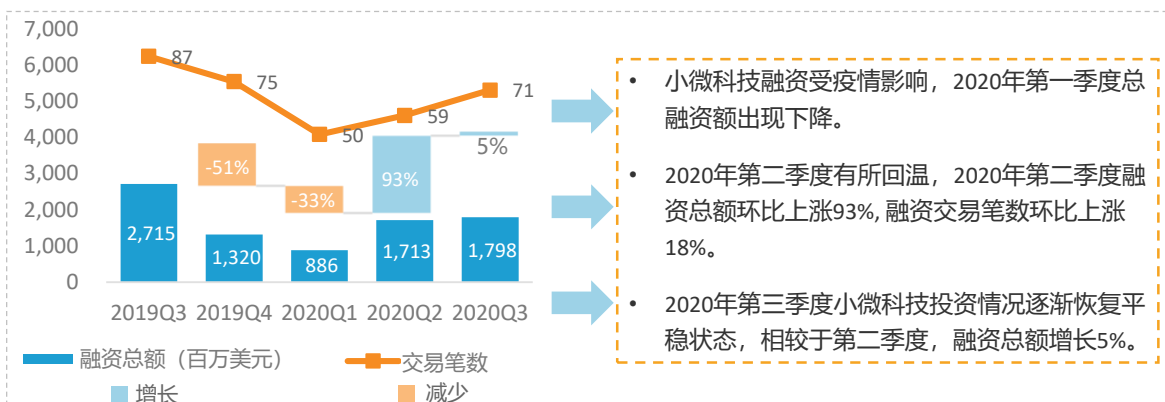 7,000
6,000
5,000
4,000
3,000
2,000
1,000
0
87
75
50
59
71
-51%
-33%
93%
5%
2,715
1,320
886
1,713
1,798
2019Q3 2019Q4 2020Q1 2020Q2 2020Q3
融资总额（百万美元） 交易笔数
增长 减少
• 小微科技融资受疫情影响，2020年第一季度总
融资额出现下降。
• 2020年第二季度有所回温，2020年第二季度融
资总额环比上涨93%, 融资交易笔数环比上涨
18%。
• 2020年第三季度小微科技投资情况逐渐恢复平
稳状态，相较于第二季度，融资总额增长5%。